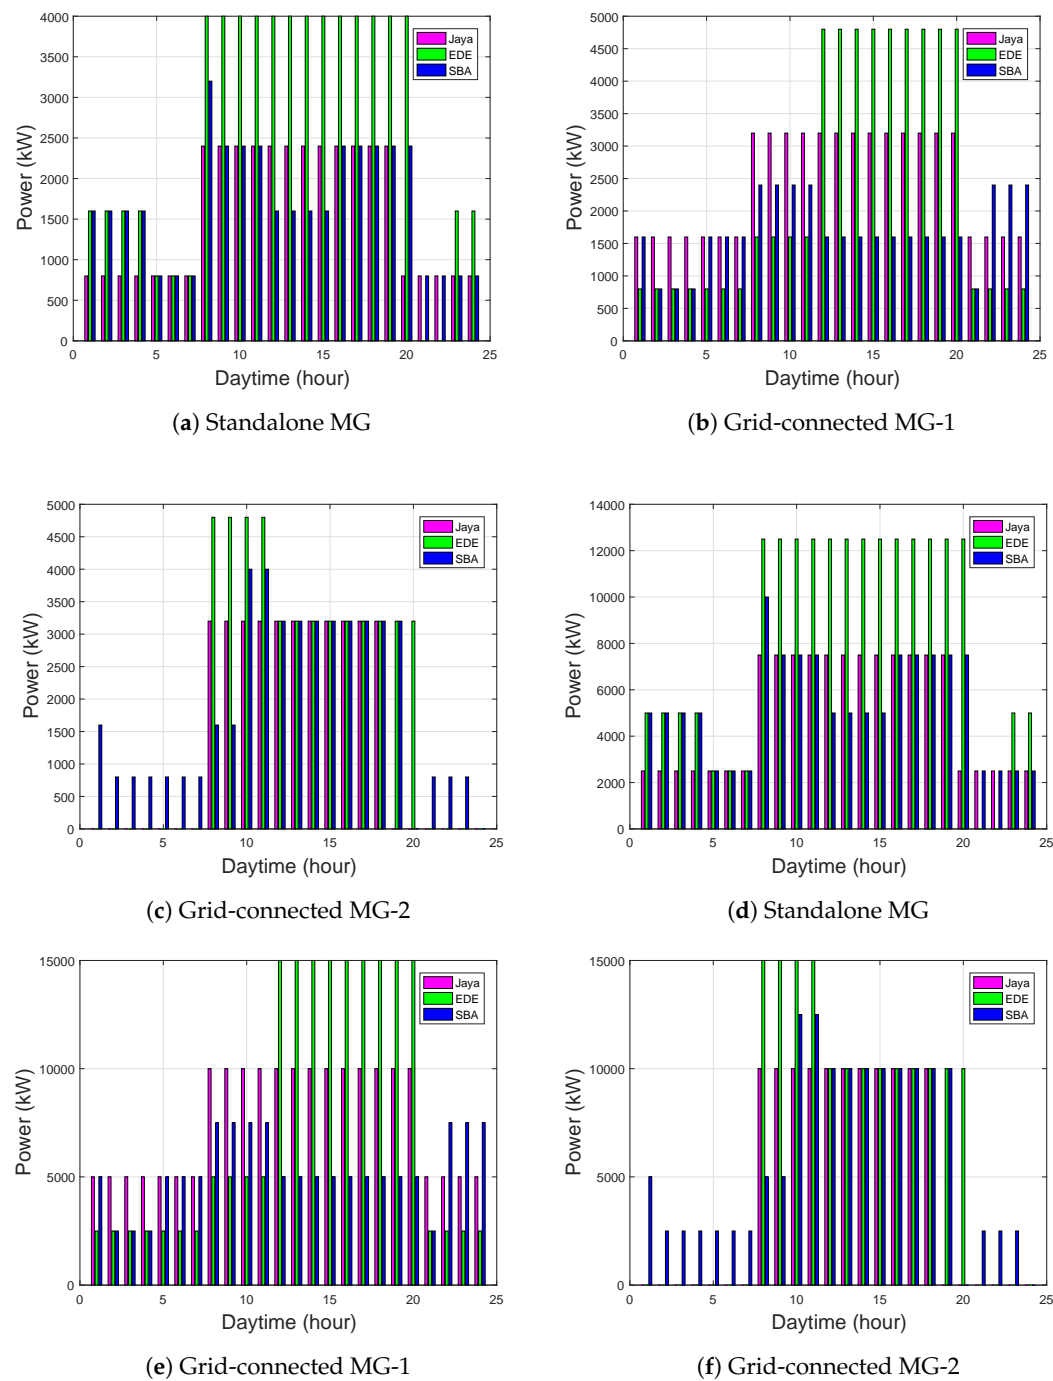 4000
3500
3000
2500
2000
1500
1000
500
0
Power (kW)
Jaya
EDE
SBA
0 5 10 15 20 25
Daytime (hour)
(a) Standalone MG
5000
4500
4000
3500
3000
2500
2000
1500
1000
500
0
Power (kW)
Jaya
EDE
SBA
0 5 10 15 20 25
Daytime (hour)
(b) Grid-connected MG-1
5000
4500
4000
3500
3000
2500
2000
1500
1000
500
0
Power (kW)
Jaya
EDE
SBA
0 5 10 15 20 25
Daytime (hour)
(c) Grid-connected MG-2
14000
12000
10000
8000
6000
4000
2000
0
Power (kW)
Jaya
EDE
SBA
0 5 10 15 20 25
Daytime (hour)
(d) Standalone MG
15000
10000
5000
0
Power (kW)
Jaya
EDE
SBA
0 5 10 15 20 25
Daytime (hour)
(e) Grid-connected MG-1
15000
10000
5000
0
Power (kW)
Jaya
EDE
SBA
0 5 10 15 20 25
Daytime (hour)
(f) Grid-connected MG-2